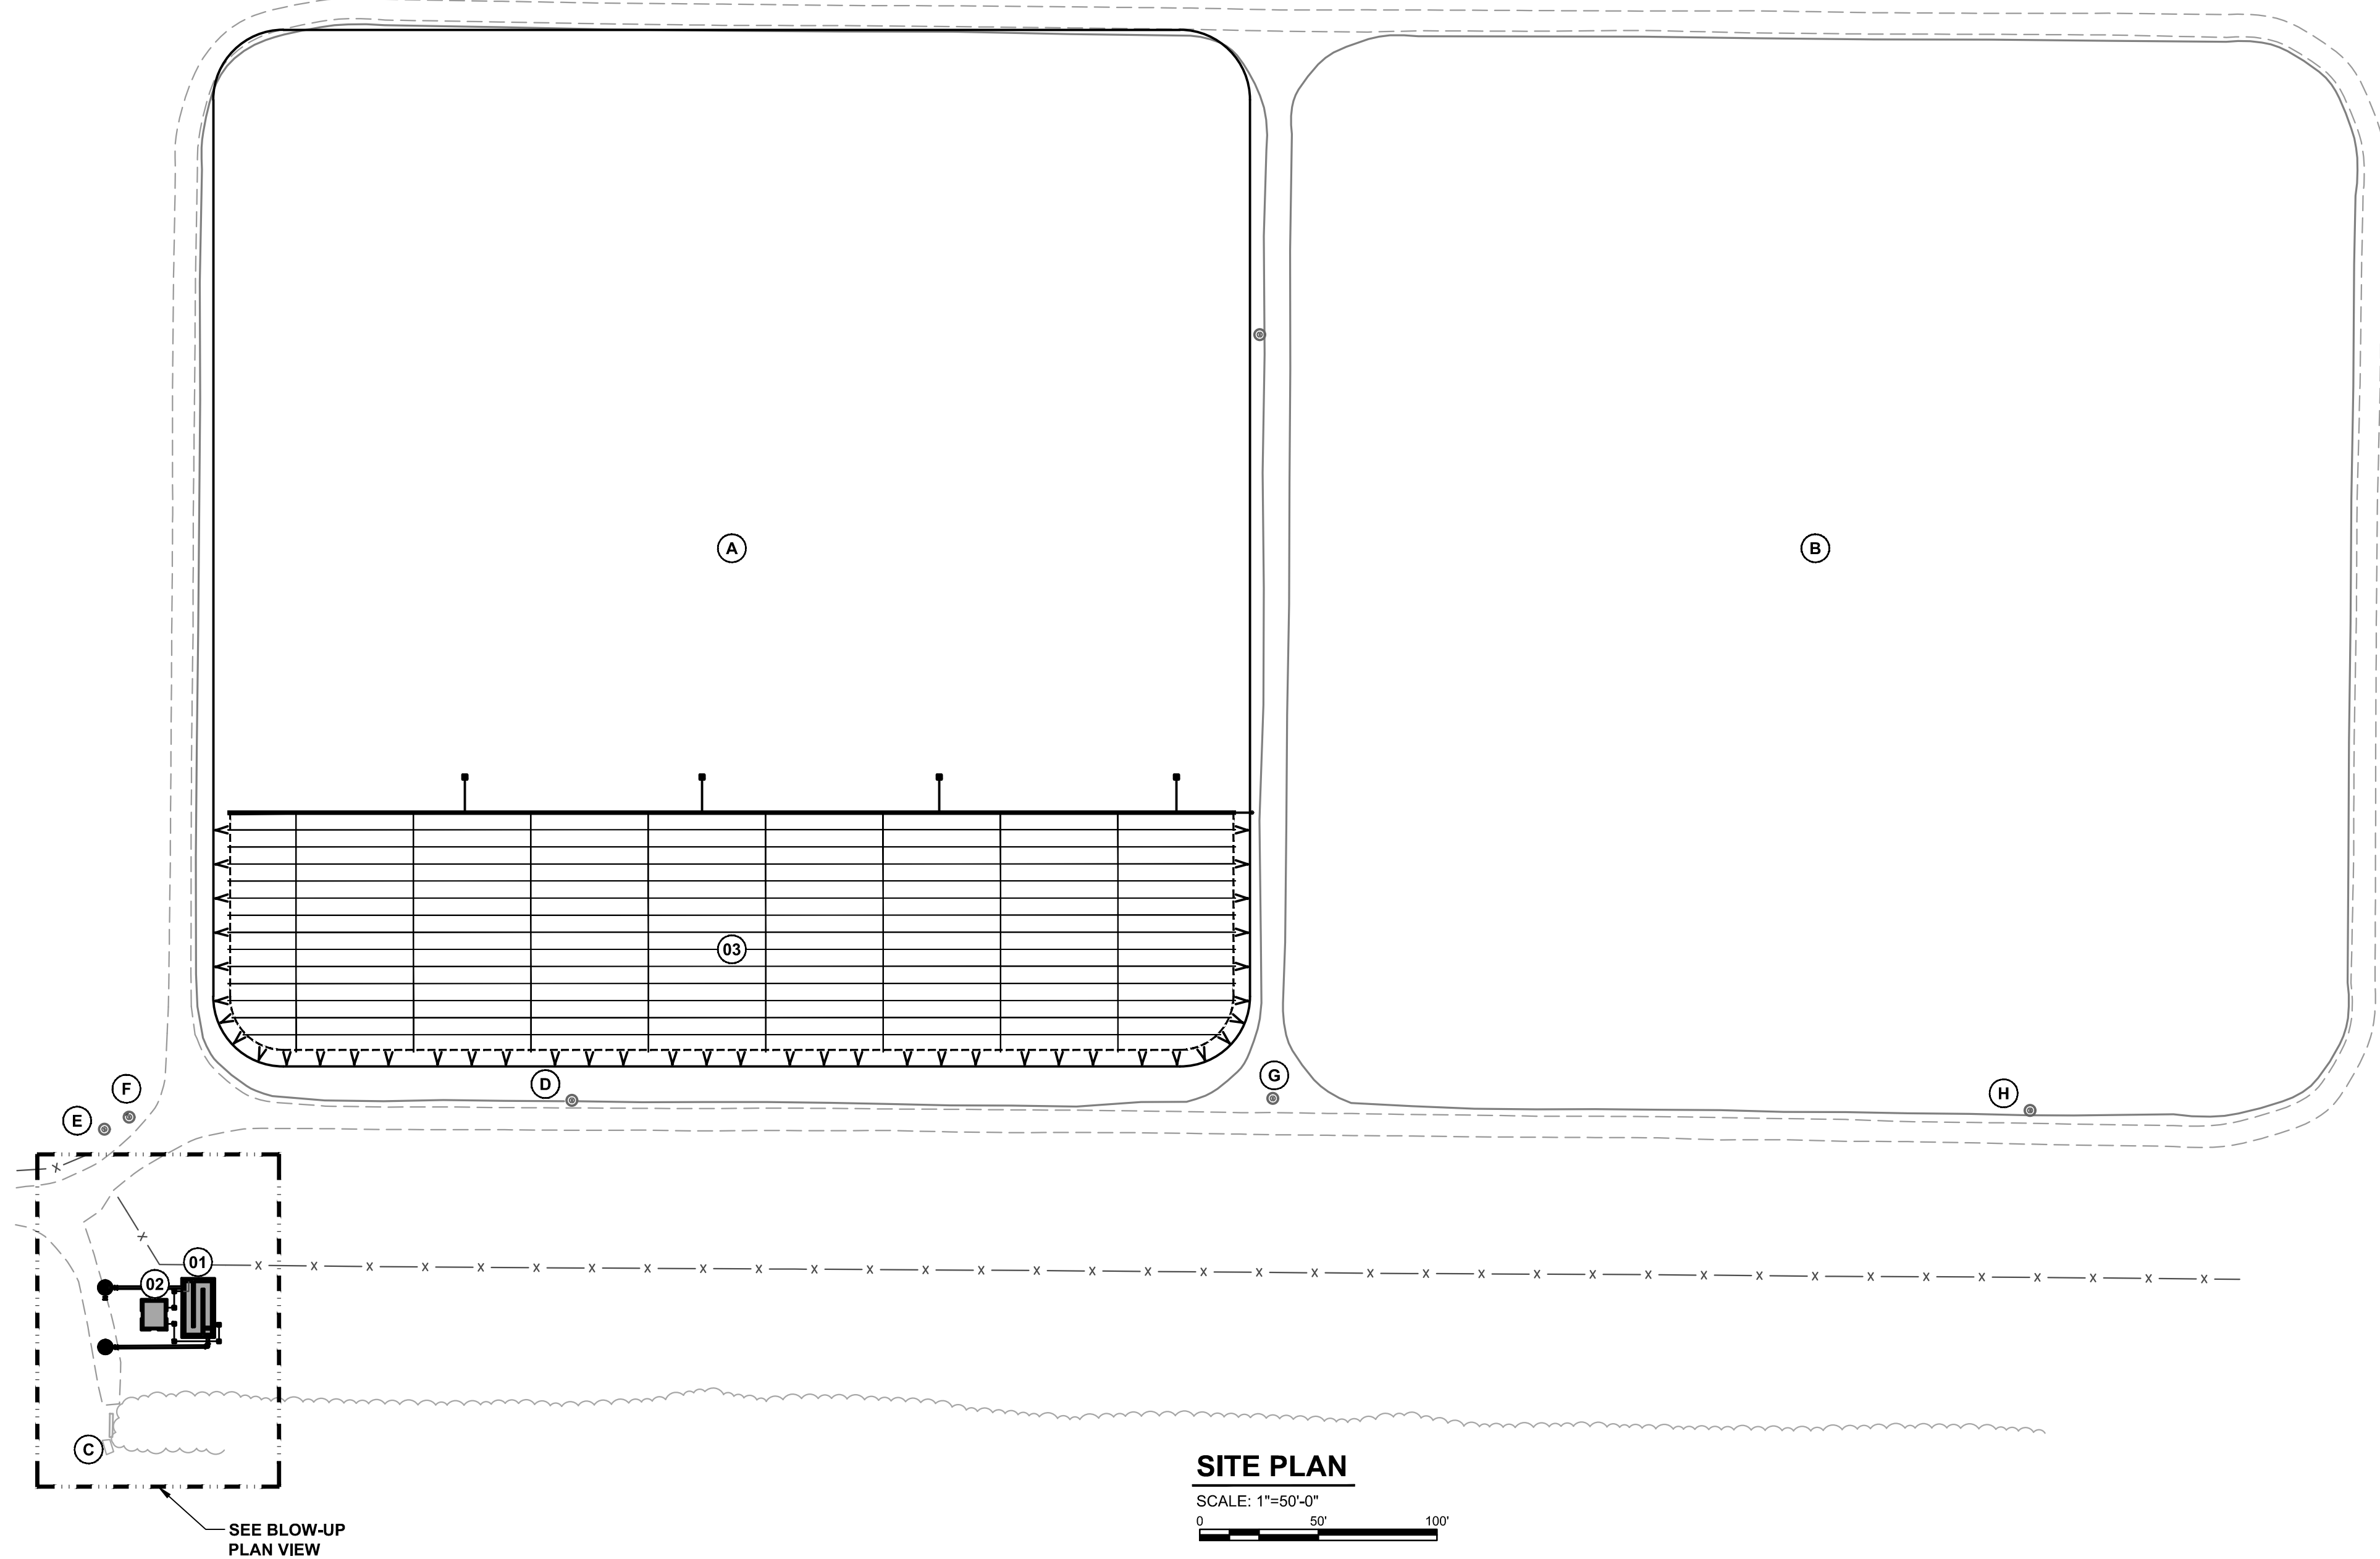 A
B
03
D
G
H
F
E
01
02
X X X X X X X X X X X X X X X X X X X X X X X X X X X X X X X X X X X X X X
C
SITE PLAN
SCALE: 1"=50'-0"
0 50' 100'
SEE BLOW-UP
PLAN VIEW